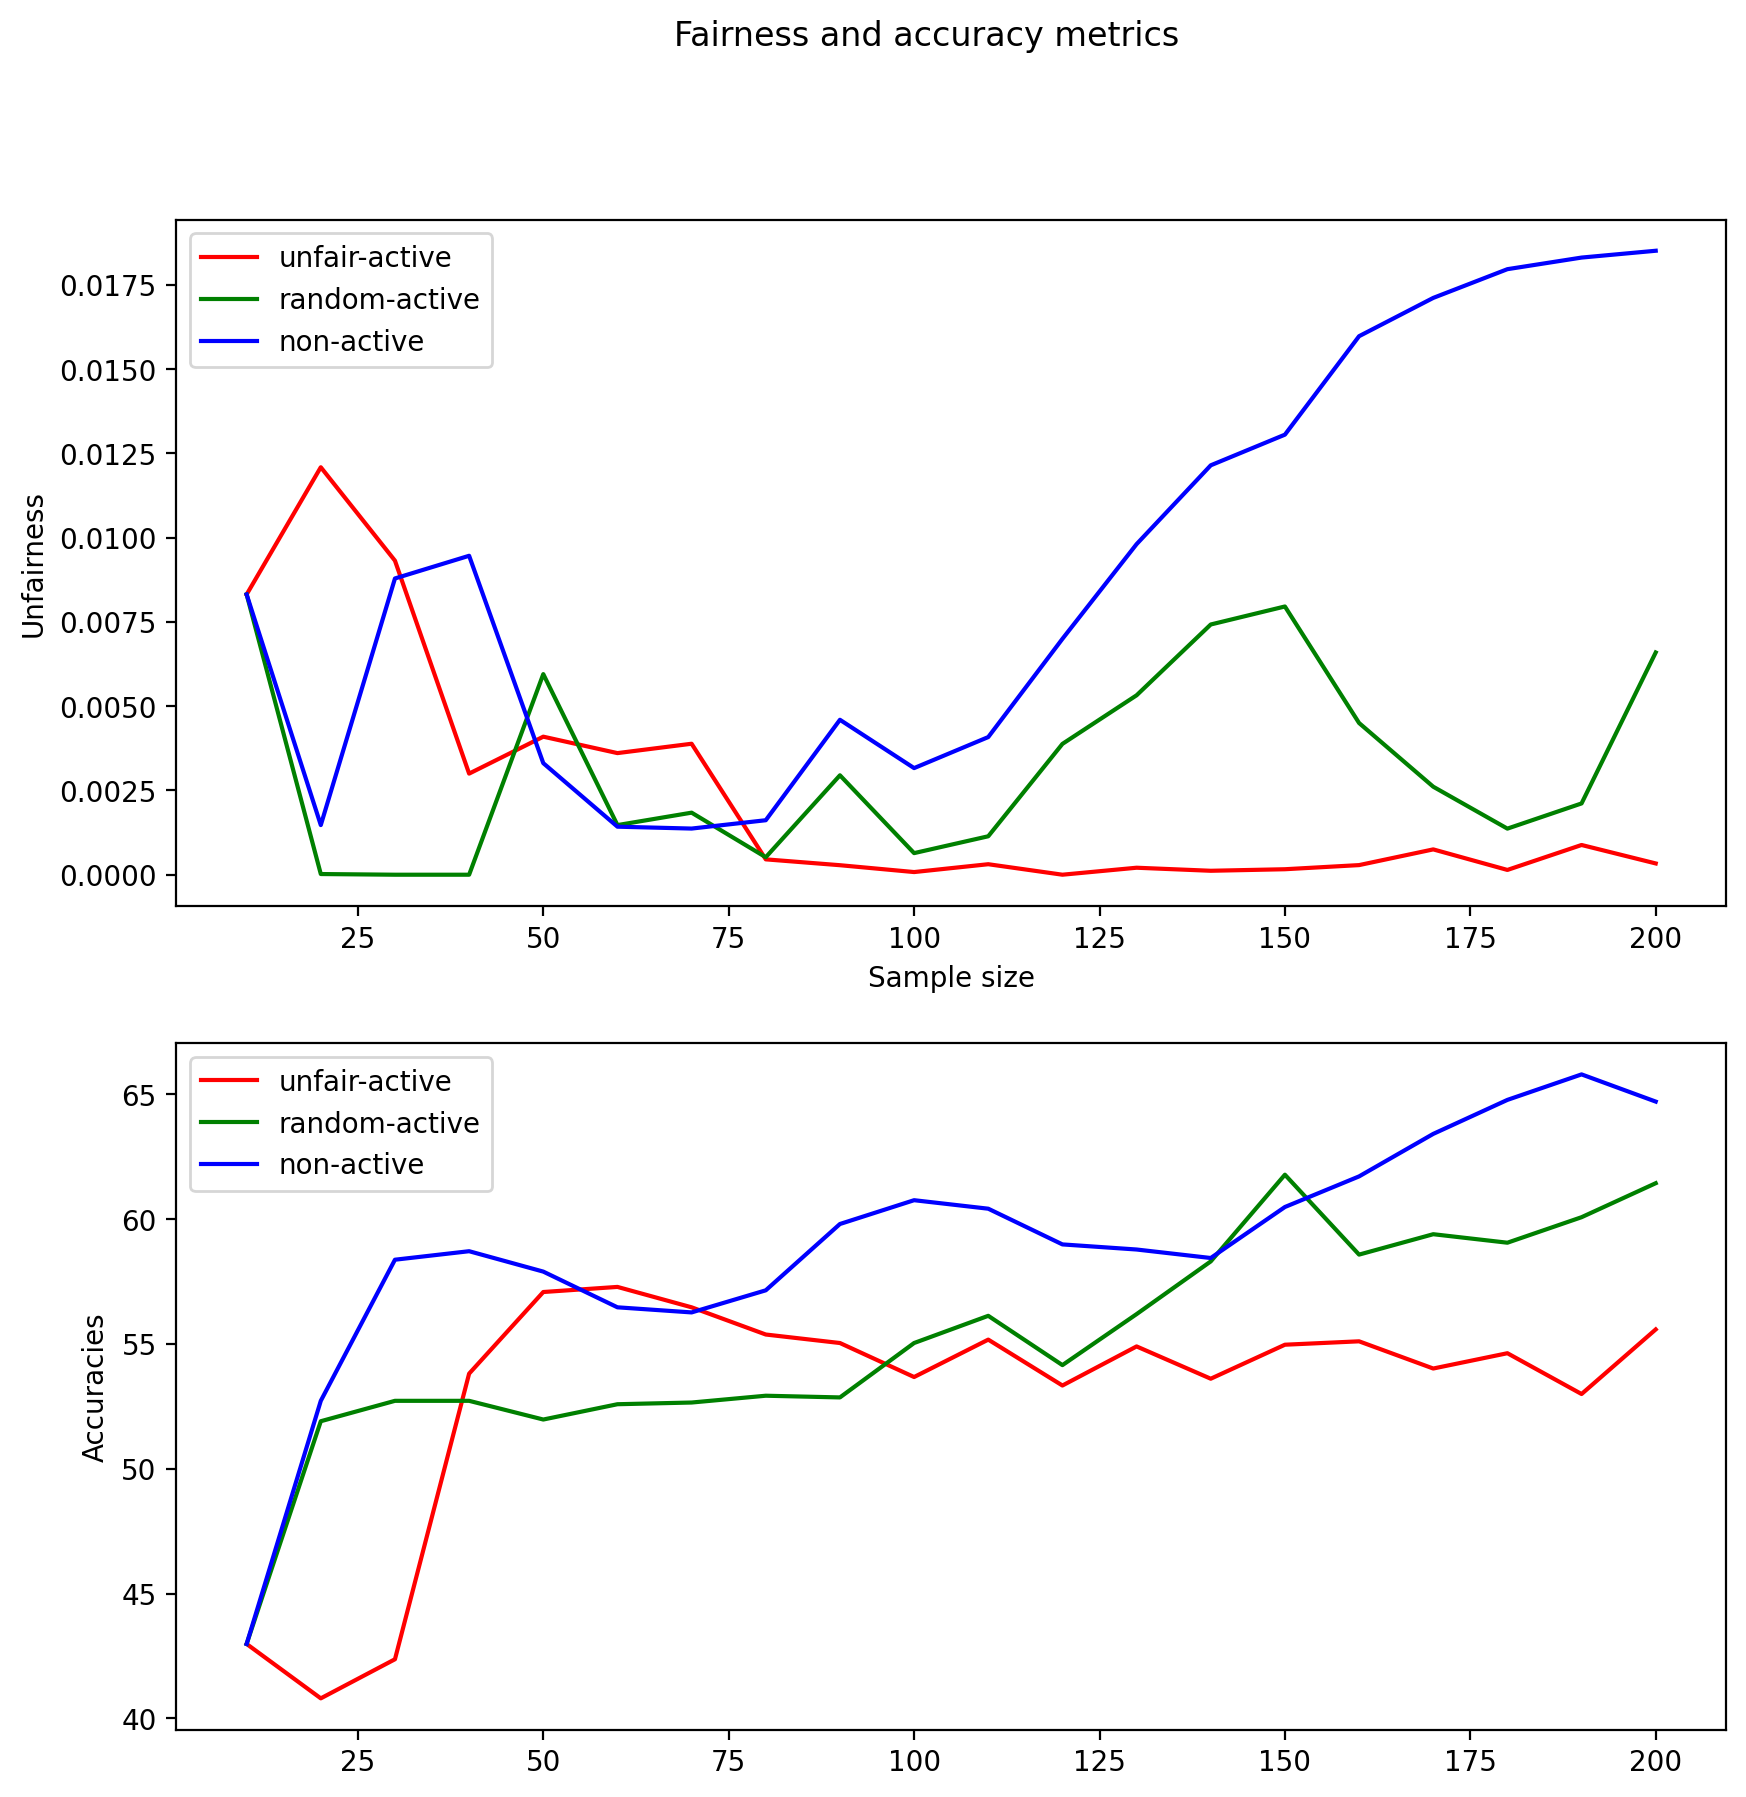 Fairness and accuracy metrics
unfair-active
random-active
non-active
0.0175
0.0150
0.0125
0.0100
0.0075
0.0050
0.0025
0.0000
Unfairness
25 50 75 100 125 150 175 200
Sample size
unfair-active
random-active
non-active
65
60
55
50
45
40
Accuracies
25 50 75 100 125 150 175 200